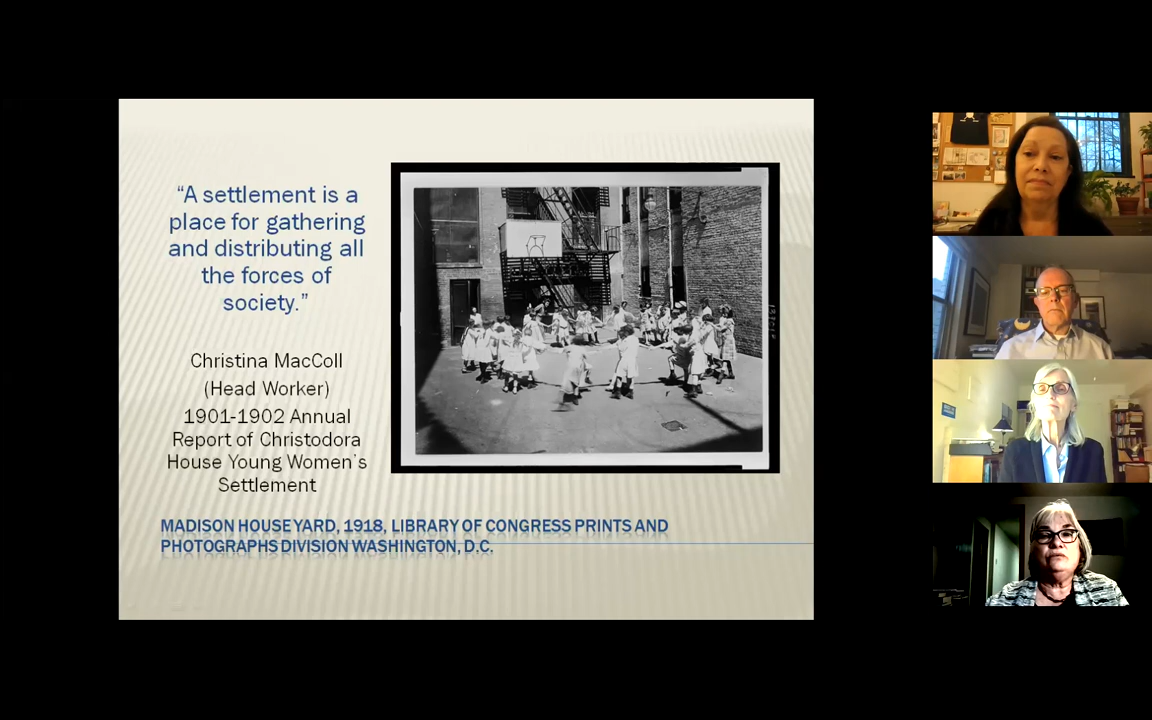 “A settlement is a
place for gathering
and distributing all
the forces of
society.”
Christina MacColl
(Head Worker)
1901-1902 Annual
Report of Christodora
House Young Women’s
Settlement
MADISON HOUSE YARD, 1918, LIBRARY OF CONGRESS PRINTS AND
PHOTOGRAPHS DIVISION WASHINGTON, D.C.